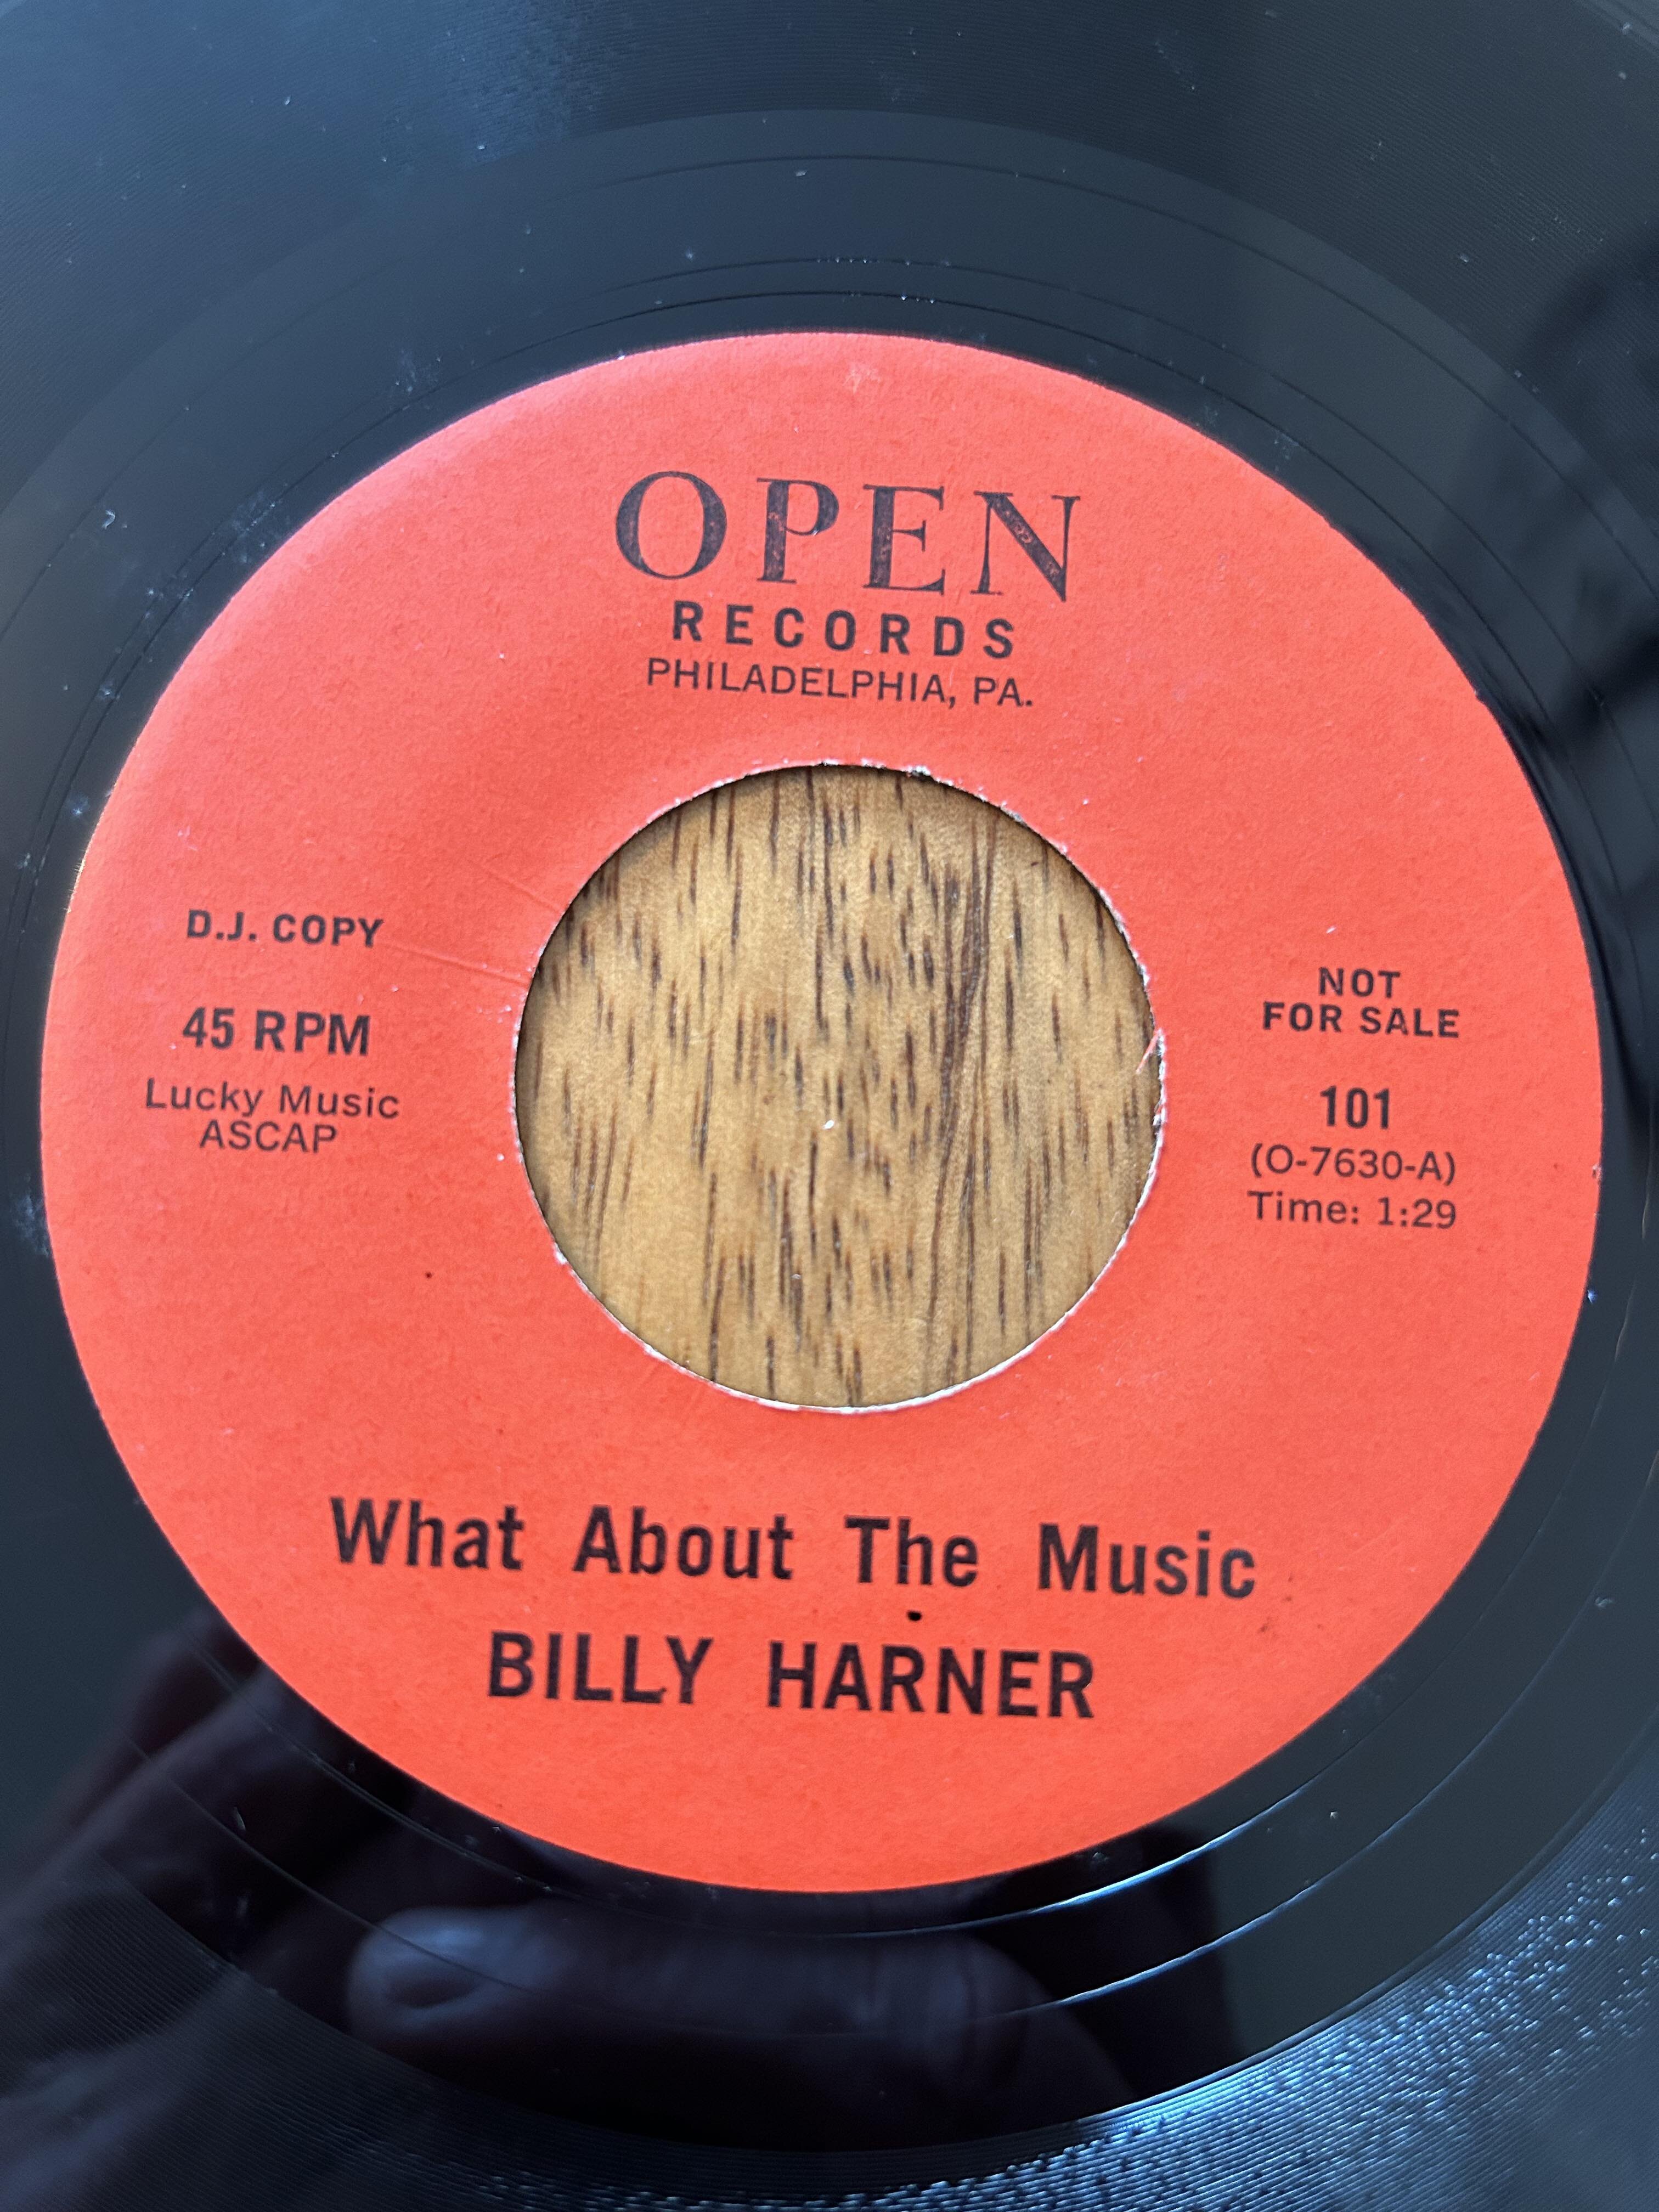 OPEN
RECORDS
PHILADELPHIA, PA.
D.J. COPY
45 RPM
Lucky Music
ASCAP
NOT
FOR SALE
101
(O-7630-A)
Time: 1:29
What About The Music
BILLY HARNER